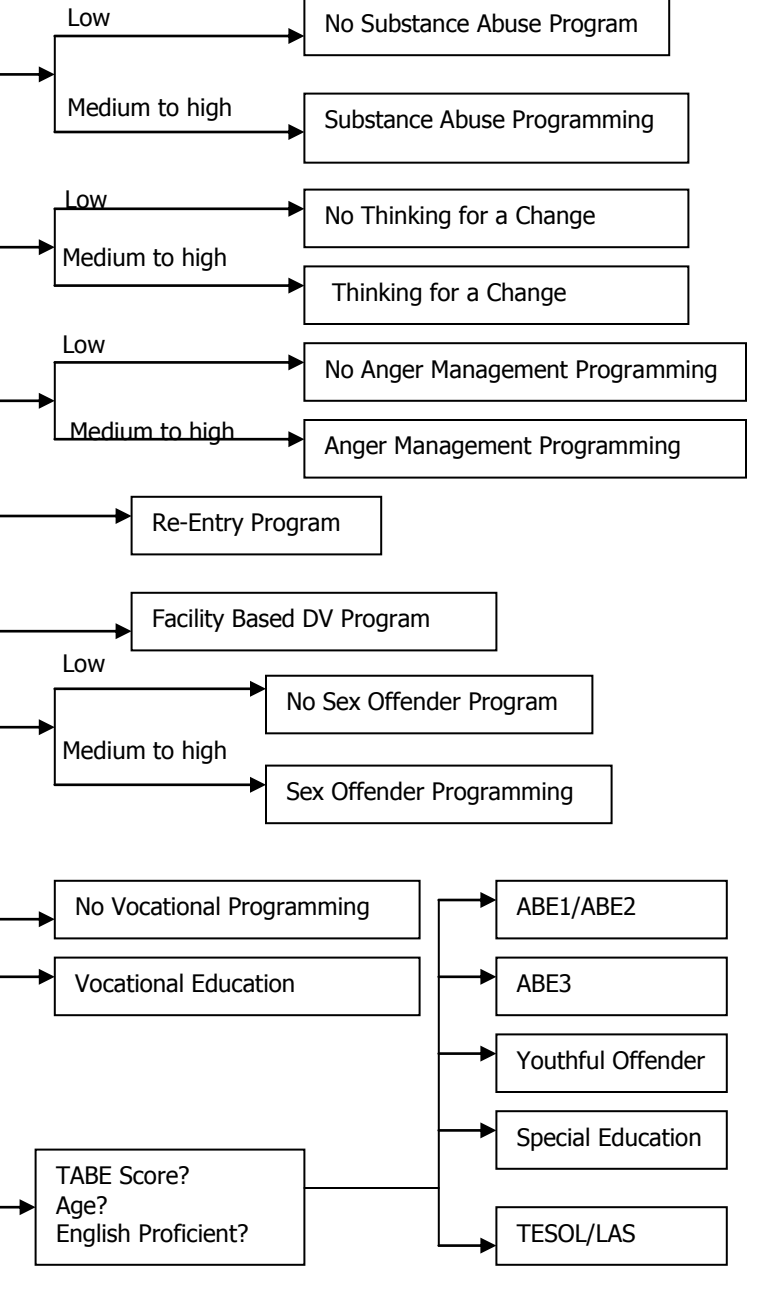 Low
No Substance Abuse Program
Medium to high
Substance Abuse Programming
Low
No Thinking for a Change
Medium to high
Thinking for a Change
Low
No Anger Management Programming
Medium to high
Anger Management Programming
Re-Entry Program
Facility Based DV Program
Low
No Sex Offender Program
Medium to high
Sex Offender Programming
No Vocational Programming
Vocational Education
TABE Score?
Age?
English Proficient?
ABE1/ABE2
ABE3
Youthful Offender
Special Education
TESOL/LAS